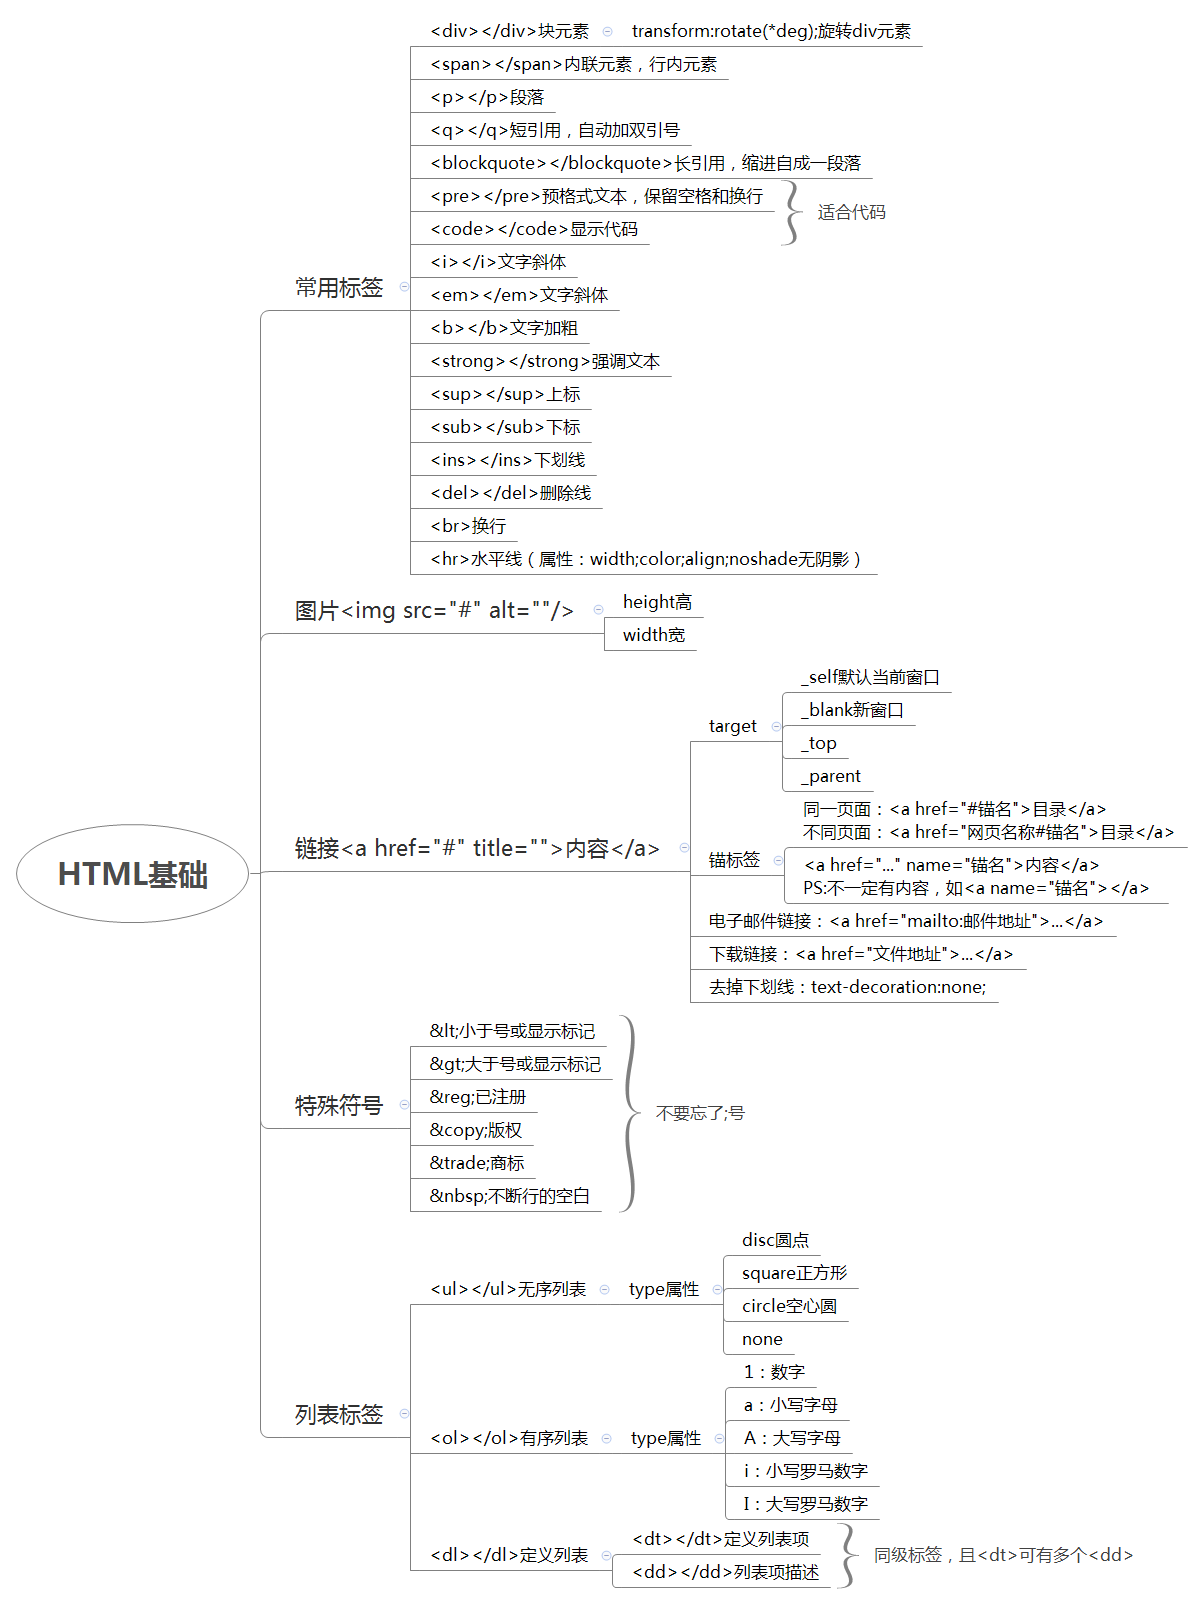 HTML基础
常用标签
<div></div>块元素
transform:rotate(*deg);旋转div元素
<span></span>内联元素，行内元素
<p></p>段落
<q></q>短引用，自动加双引号
<blockquote></blockquote>长引用，缩进自成一段落
<pre></pre>预格式文本，保留空格和换行
<code></code>显示代码
适合代码
<i></i>文字斜体
<em></em>文字斜体
<b></b>文字加粗
<strong></strong>强调文本
<sup></sup>上标
<sub></sub>下标
<ins></ins>下划线
<del></del>删除线
<br>换行
<hr>水平线（属性：width;color;align;noshade无阴影）
图片<img src="#" alt=""/>
height高
width宽
链接<a href="#" title="">内容</a>
target
_self默认当前窗口
_blank新窗口
_top
_parent
锚标签
同一页面：<a href="#锚名">目录</a>
不同页面：<a href="网页名称#锚名">目录</a>
<a href="..." name="锚名">内容</a>
PS:不一定有内容，如<a name="锚名"></a>
电子邮件链接：<a href="mailto:邮件地址">...</a>
下载链接：<a href="文件地址">...</a>
去掉下划线：text-decoration:none;
特殊符号
&lt;小于号或显示标记
&gt;大于号或显示标记
&reg;已注册
&copy;版权
&trade;商标
&nbsp;不断行的空白
不要忘了;号
列表标签
<ul></ul>无序列表
type属性
disc圆点
square正方形
circle空心圆
none
<ol></ol>有序列表
type属性
1：数字
a：小写字母
A：大写字母
i：小写罗马数字
I：大写罗马数字
<dl></dl>定义列表
<dt></dt>定义列表项
<dd></dd>列表项描述
同级标签，且<dt>可有多个<dd>